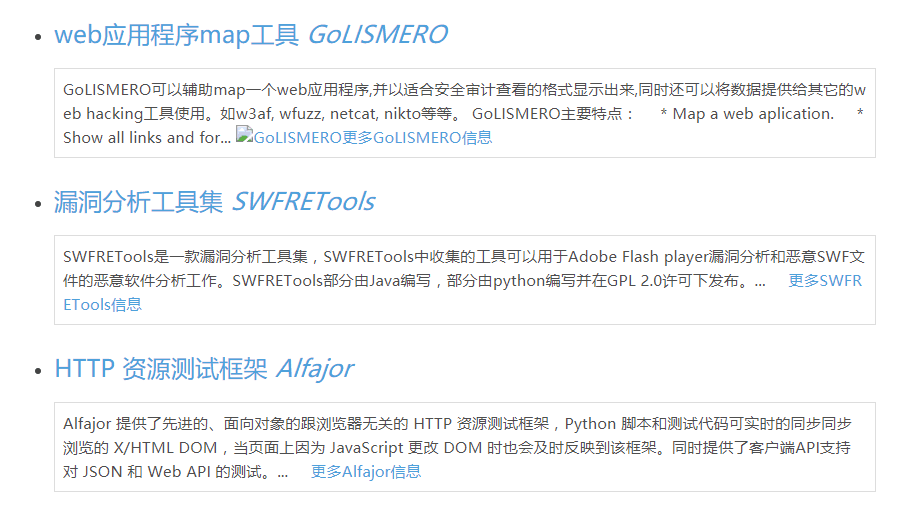 web应用程序map工具 GoLISMERO
GoLISMERO可以辅助map一个web应用程序,并以适合安全审计查看的格式显示出来,同时还可以将数据提供给其它的w
eb hacking工具使用。如w3af, wfuzz, netcat, nikto等等。 GoLISMERO主要特点： * Map a web aplication. *
Show all links and for... GoLISMERO更多GoLISMERO信息
漏洞分析工具集 SWFRETools
SWFRETools是一款漏洞分析工具集，SWFRETools中收集的工具可以用于Adobe Flash player漏洞分析和恶意SWF文
件的恶意软件分析工作。SWFRETools部分由Java编写，部分由python编写并在GPL 2.0许可下发布。... 更多SWFR
ETools信息
HTTP 资源测试框架 Alfajor
Alfajor 提供了先进的、面向对象的跟浏览器无关的 HTTP 资源测试框架，Python 脚本和测试代码可实时的同步同步
浏览的 X/HTML DOM，当页面上因为 JavaScript 更改 DOM 时也会及时反映到该框架。同时提供了客户端API支持
对 JSON 和 Web API 的测试。... 更多Alfajor信息